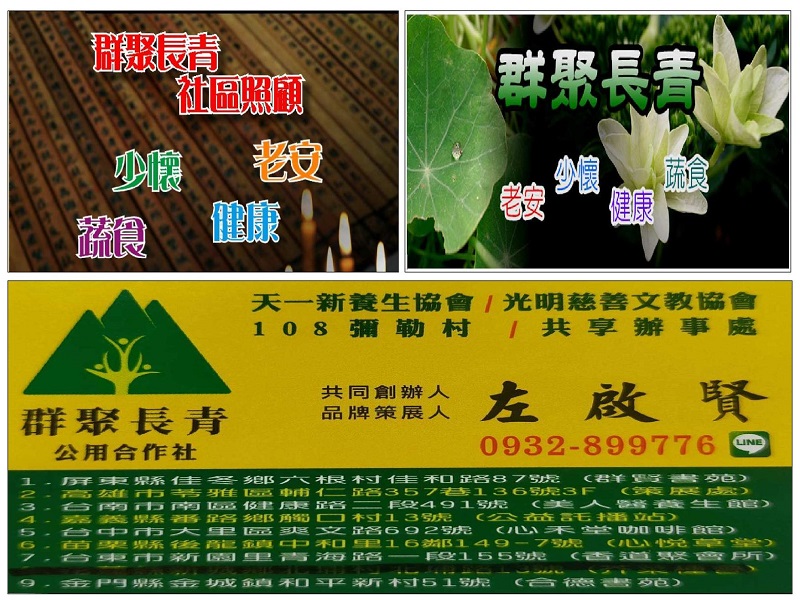 群聚長青
社區照顧
少懷
老安
蔬食
健康
群聚長青
老安
少懷
健康
蔬食
天一新養生協會/光明慈善文教協會
108彌勒村 / 共享辦事處
共同創辦人
品牌策展人
左啟賢
0932-899776
LINE
群聚長青
公用合作社
1.屏東縣佳冬鄉六根村佳和路87號 (群賢書苑)
2.高雄市苓雅區輔仁路357巷136號3F (策展處)
3.台南市南區健康路二段491號 (美人醫養生館)
4.嘉義縣番路鄉觸口村13號 (公益託播站)
5.台中市大里區 路692號 (心 堂咖啡館)
6.苗栗縣後龍鎮中和里16鄰149-7號 (心悅草堂)
7.台東市新園里青海路一段155號 (香道聚會所)
9.金門縣金城鎮和平新村51號 (合德書苑)